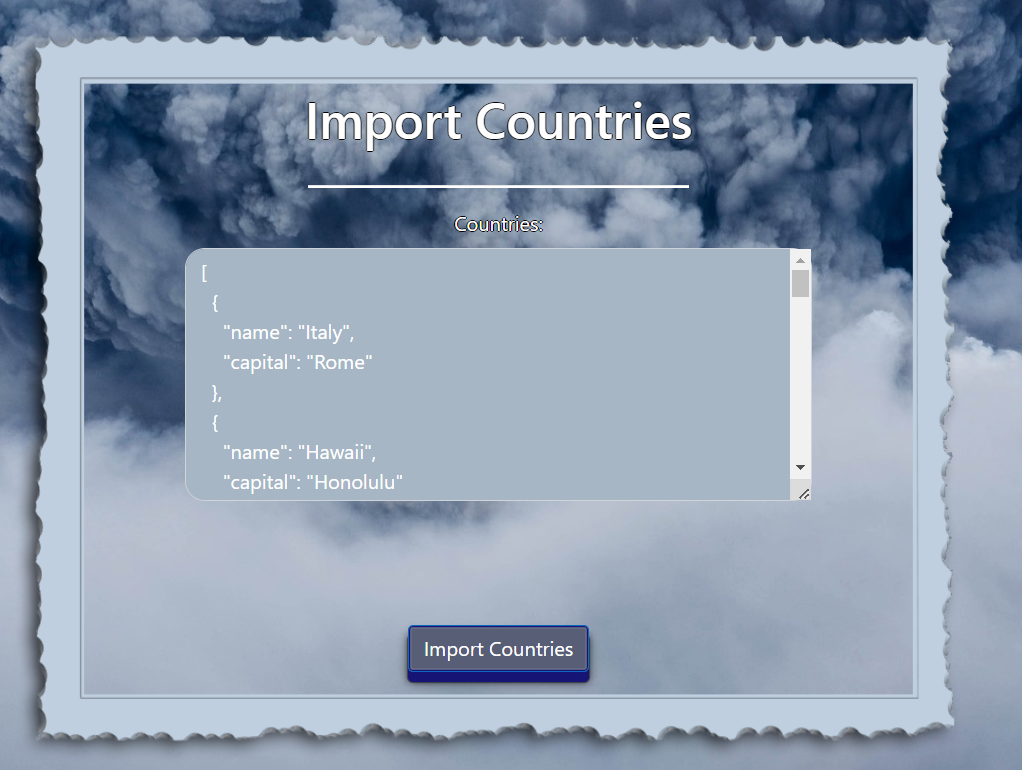 Import Countries
Countries:
[
{
"name": "Italy",
"capital": "Rome"
},
{
"name": "Hawaii",
"capital": "Honolulu"
Import Countries